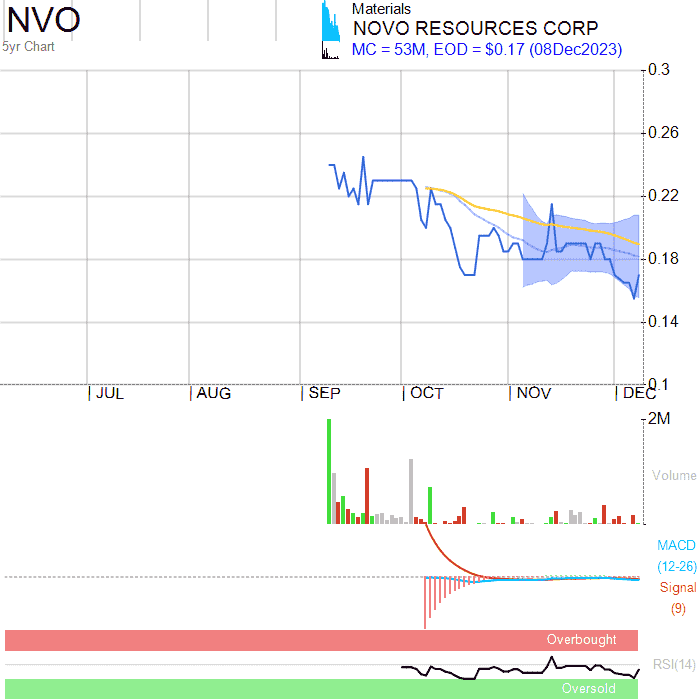 NVO
5yr Chart
Materials
NOVO RESOURCES CORP
MC = 53M, EOD = $0.17 (08Dec2023)
0.3
0.26
0.22
0.18
0.14
0.1
JUL AUG SEP OCT NOV DEC
2M
Volume
MACD
(12-26)
Signal
(9)
Overbought
RSI(14)
Oversold